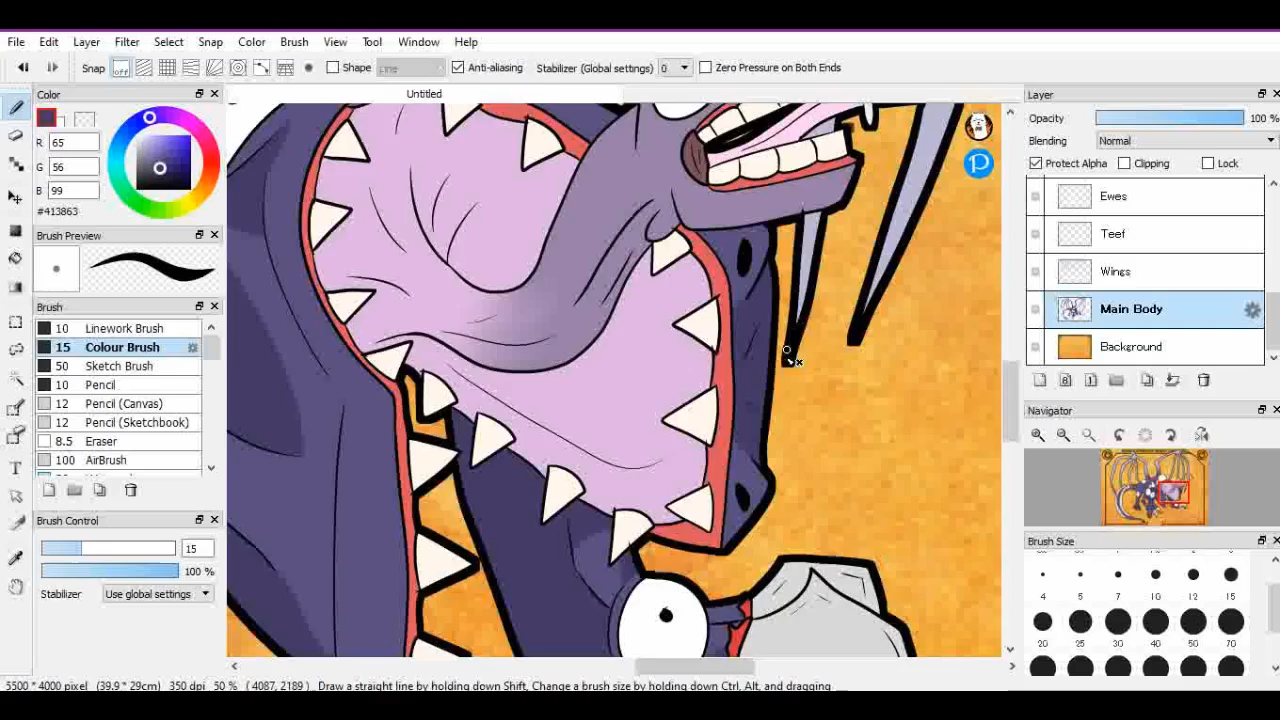 File Edit Layer Filter Select Snap Color Brush View Tool Window Help
Snap off Shape Anti-aliasing Stabilizer (Global settings) 0 Zero Pressure on Both Ends
Color
Untitled
Layer
R 65
G 56
B 99
#413863
Opacity 100 %
Blending Normal
Protect Alpha Clipping Lock
Ewes
Teef
Wings
Main Body
Background
Brush Preview
Brush
10 Linework Brush
15 Colour Brush
50 Sketch Brush
10 Pencil
12 Pencil (Canvas)
12 Pencil (Sketchbook)
8.5 Eraser
100 AirBrush
Navigator
Brush Control
15
100 %
Stabilizer Use global settings
Brush Size
4 5 7 10 12 15
20 25 30 40 50 70
5500 * 4000 pixel (39.9 * 29cm) 350 dpi 50 % ( 4087, 2189 ) Draw a straight line by holding down Shift, Change a brush size by holding down Ctrl, Alt, and dragging.